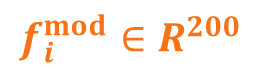 f_i^{mod} ∈ R^{200}